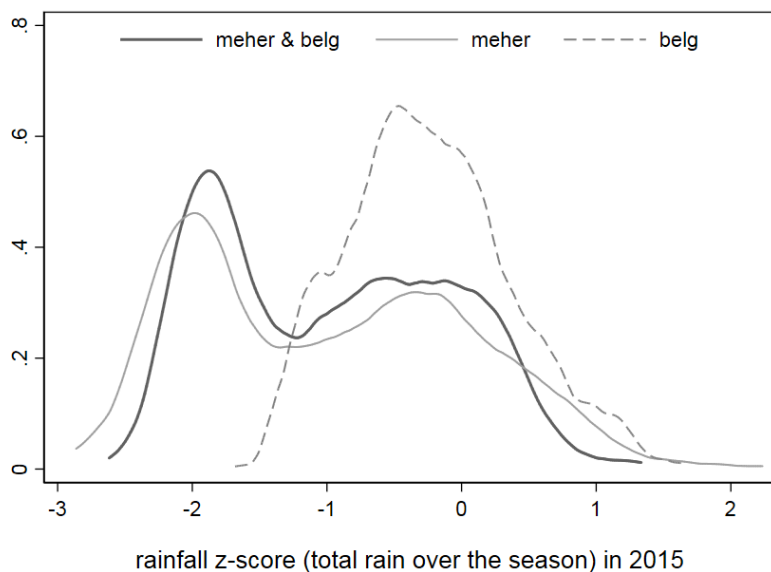 .8
meher & belg meher belg
.6
.4
.2
0
-3 -2 -1 0 1 2
rainfall z-score (total rain over the season) in 2015